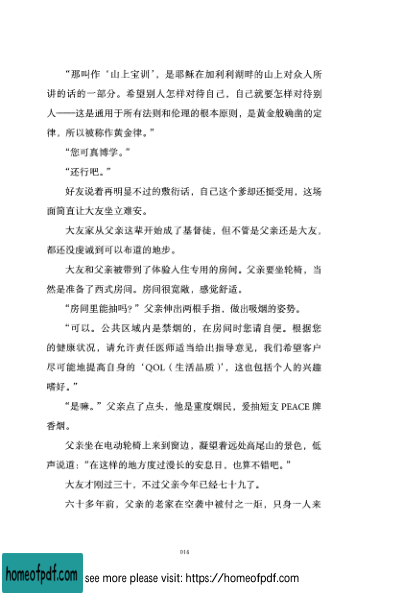 “那叫作‘山上宝训’，是耶稣在加利利湖畔的山上对众人所
讲的话的一部分。希望别人怎样对待自己，自己就要怎样对待别
人——这是通用于所有法则和伦理的根本原则，是黄金般确凿的定
律，所以被称作黄金律。”
“您可真博学。”
“还行吧。”
好友说着再明显不过的敷衍话，自己这个爹却还挺受用，这场
面简直让大友坐立难安。
大友家从父亲这辈开始成了基督徒，但不管是父亲还是大友，
都还没虔诚到可以布道的地步。
大友和父亲被带到了体验入住专用的房间。父亲要坐轮椅，当
然是准备了西式房间。房间很宽敞，感觉舒适。
“房间里能抽吗？”父亲伸出两根手指，做出吸烟的姿势。
“可以。公共区域内是禁烟的，在房间时您请自便。根据您
的健康状况，请允许责任医师适当给出指导意见，我们希望客户
尽可能地提高自身的‘QOL（生活品质）’，这也包括个人的兴趣
嗜好。”
“是嘛。”父亲点了点头，他是重度烟民，爱抽短支 PEACE 牌
香烟。
父亲坐在电动轮椅上来到窗边，凝望着远处高尾山的景色，低
声说道：“在这样的地方度过漫长的安息日，也算不错吧。”
大友才刚过三十，不过父亲今年已经七十九了。
六十多年前，父亲的老家在空袭中被付之一炬，只身一人来
016
homeofpdf.com
see more please visit: https://homeofpdf.com